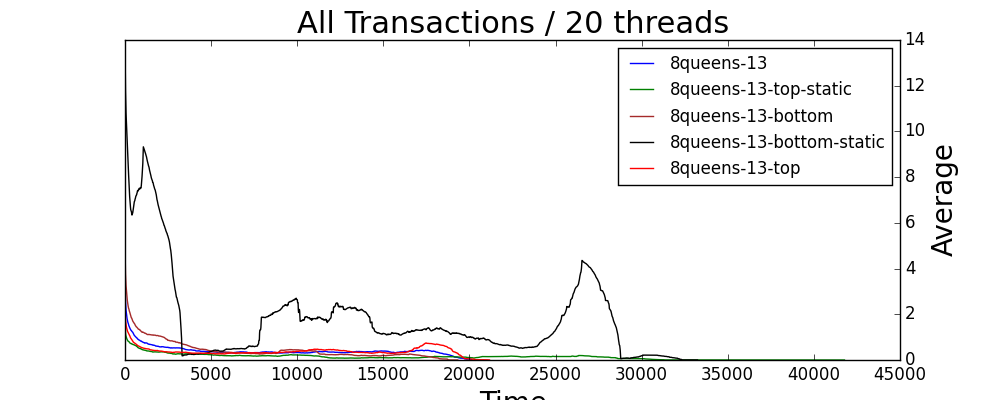 All Transactions / 20 threads
14
12
10
8
6
4
2
0
Average
8queens-13
8queens-13-top-static
8queens-13-bottom
8queens-13-bottom-static
8queens-13-top
0 5000 10000 15000 20000 25000 30000 35000 40000 45000
Time